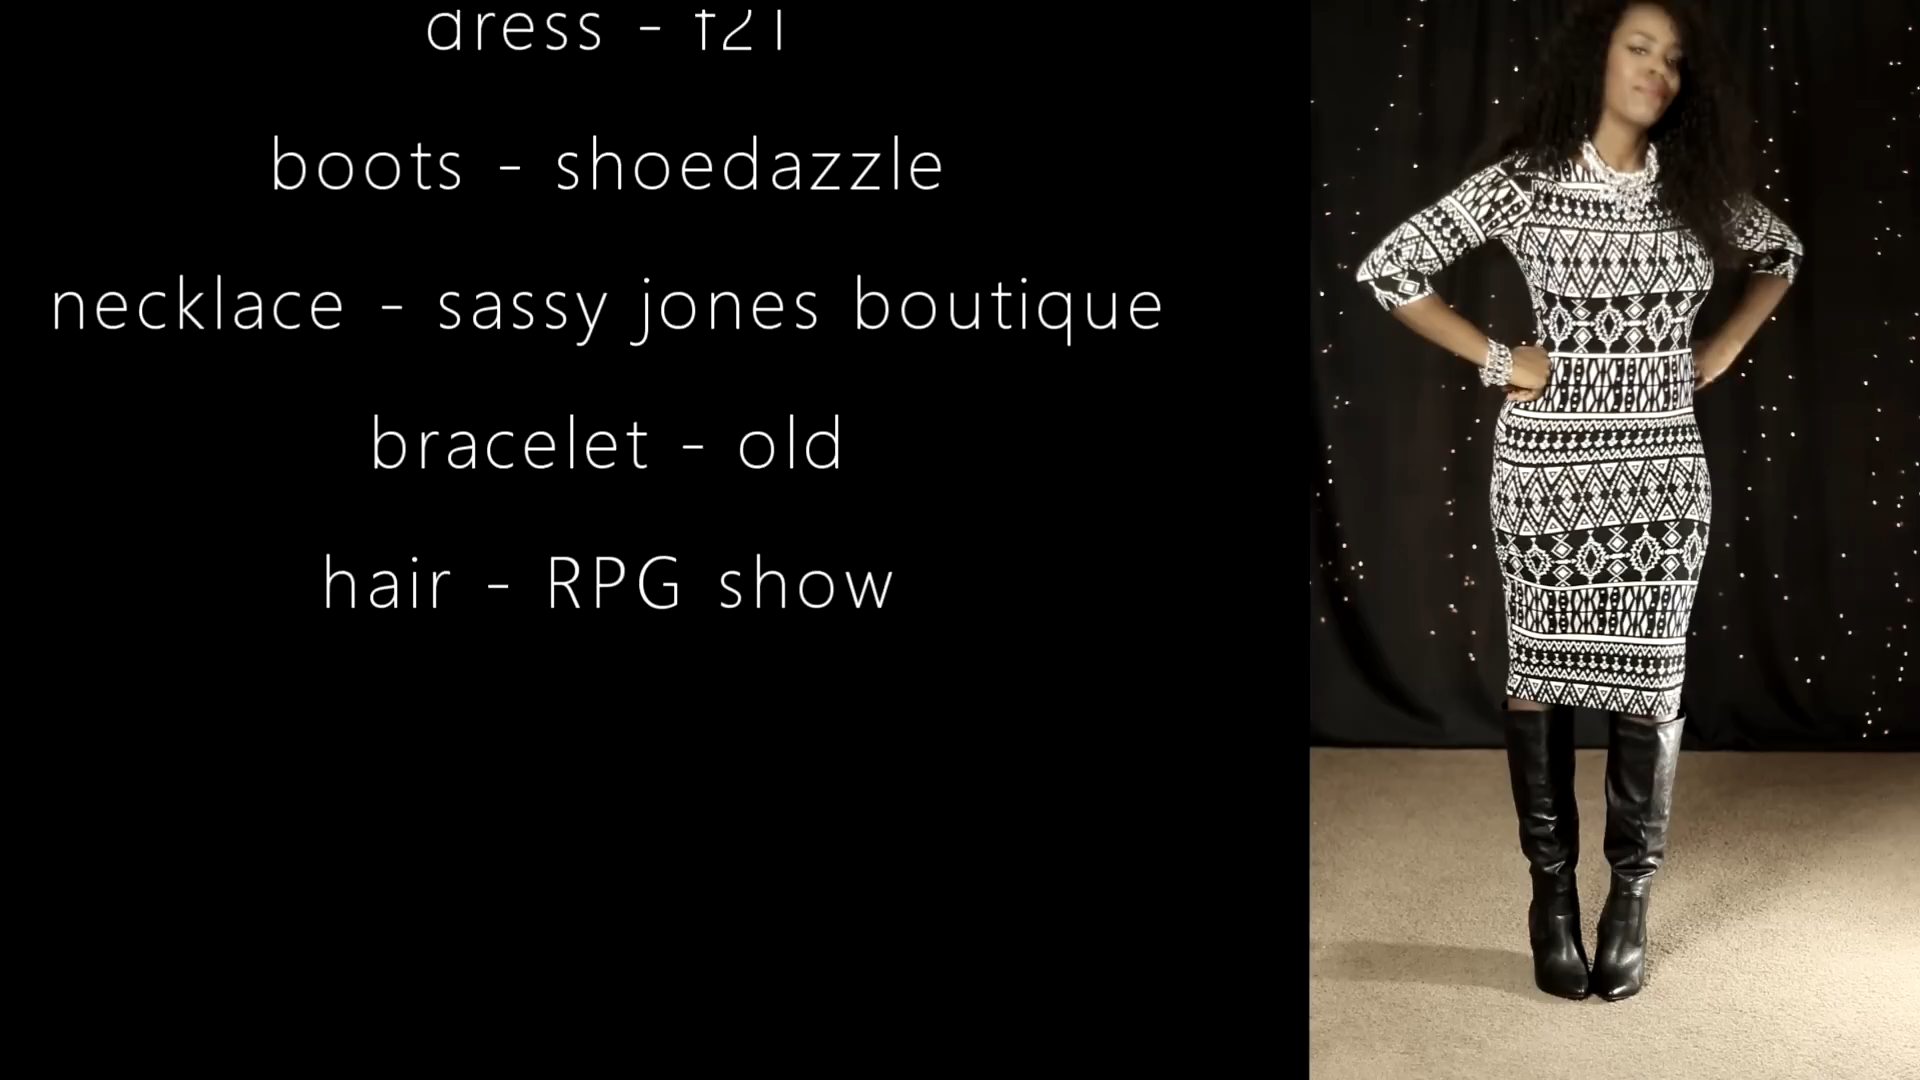 dress - f21
boots - shoedazzle
necklace - sassy jones boutique
bracelet - old
hair - RPG show